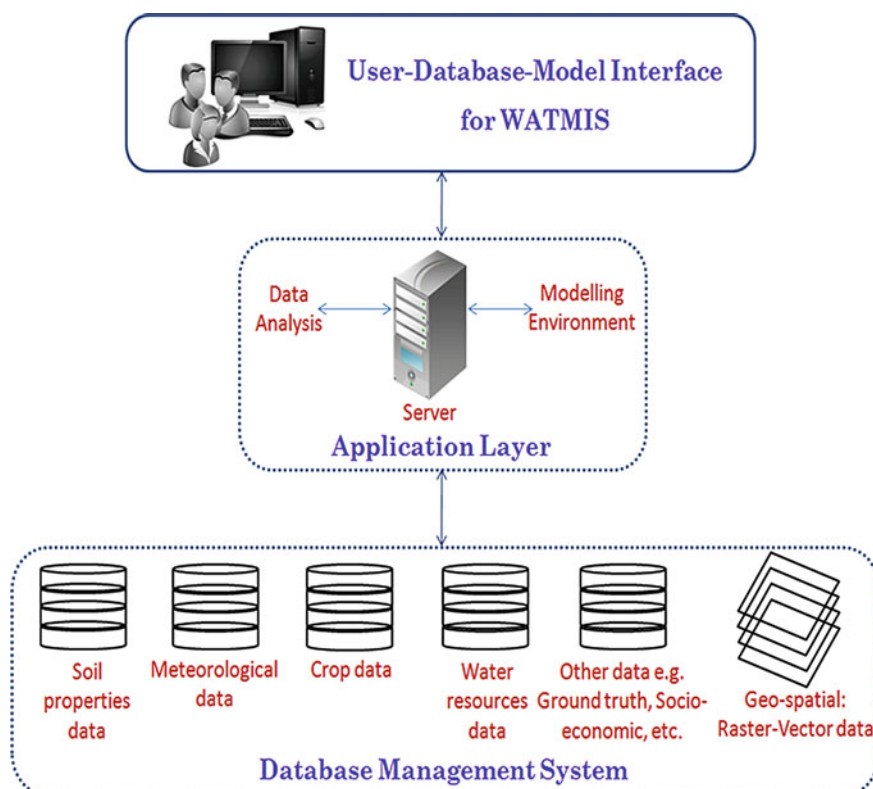 User-Database-Model Interface
for WATMIS
Data
Analysis
Modelling
Environment
Server
Application Layer
Soil
properties
data
Meteorological
data
Crop data
Water
resources
data
Other data e.g.
Ground truth, Socio-
economic, etc.
Geo-spatial:
Raster-Vector data
Database Management System